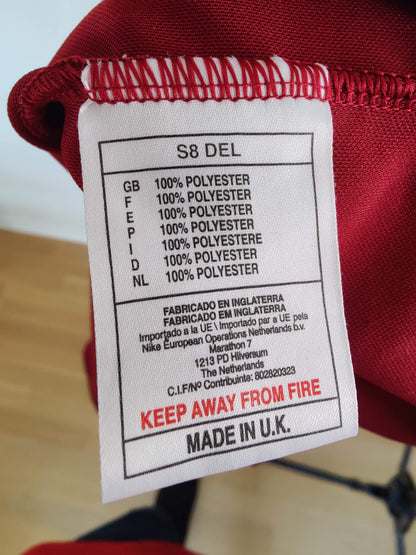 S8 DEL
GB 100% POLYESTER
F 100% POLYESTER
E 100% POLYESTER
P 100% POLYESTER
I 100% POLIESTERE
D 100% POLYESTER
NL 100% POLYESTER
FABRICADO EN INGLATERRA
FABRICADO EM INGLATERRA
Importado a la UE \ Importado par a UE pela
Nike European Operations Netherlands b.v.
Marathon 7
1213 PD Hilversum
The Netherlands
C.I.F/Nº Contribuinte: 802820323
KEEP AWAY FROM FIRE
MADE IN U.K.